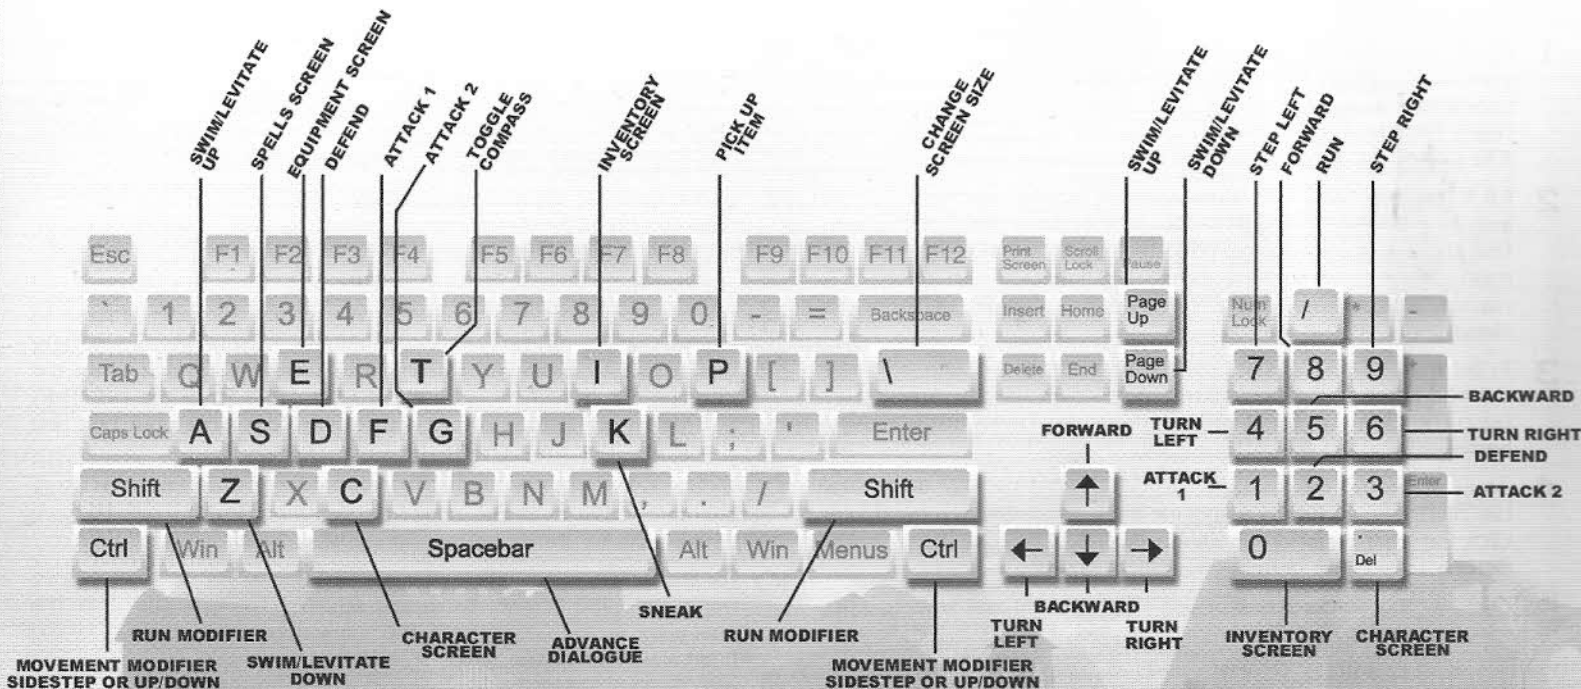 SWIM/LEVITATE
UP
SPELLS SCREEN
EQUIPMENT SCREEN
DEFEND
ATTACK 1
ATTACK 2
TOGGLE
COMPASS
INVENTORY
SCREEN
PICK UP
ITEM
CHANGE
SCREEN SIZE
SWIM/LEVITATE
UP
SWIM/LEVITATE
DOWN
STEP LEFT
FORWARD
RUN
STEP RIGHT
Esc F1 F2 F3 F4 F5 F6 F7 F8 F9 F10 F11 F12 Print Screen Scroll Lock Pause
` 1 2 3 4 5 6 7 8 9 0 - = Backspace Insert Home Page Up Num Lock / * -
Tab Q W E R T Y U I O P [ ] \ Delete End Page Down 7 8 9 +
BACKWARD
Caps Lock A S D F G H J K L ; ' Enter FORWARD TURN LEFT 4 5 6 TURN RIGHT
DEFEND
Shift Z X C V B N M , . / Shift ↑ ATTACK 1 1 2 3 Enter ATTACK 2
Ctrl Win Alt Spacebar Alt Win Menus Ctrl ← ↓ → 0 . Del
SNEAK
BACKWARD
TURN
LEFT
TURN
RIGHT
RUN MODIFIER
CHARACTER
SCREEN
ADVANCE
DIALOGUE
RUN MODIFIER
INVENTORY
SCREEN
CHARACTER
SCREEN
MOVEMENT MODIFIER
SIDESTEP OR UP/DOWN
SWIM/LEVITATE
DOWN
MOVEMENT MODIFIER
SIDESTEP OR UP/DOWN